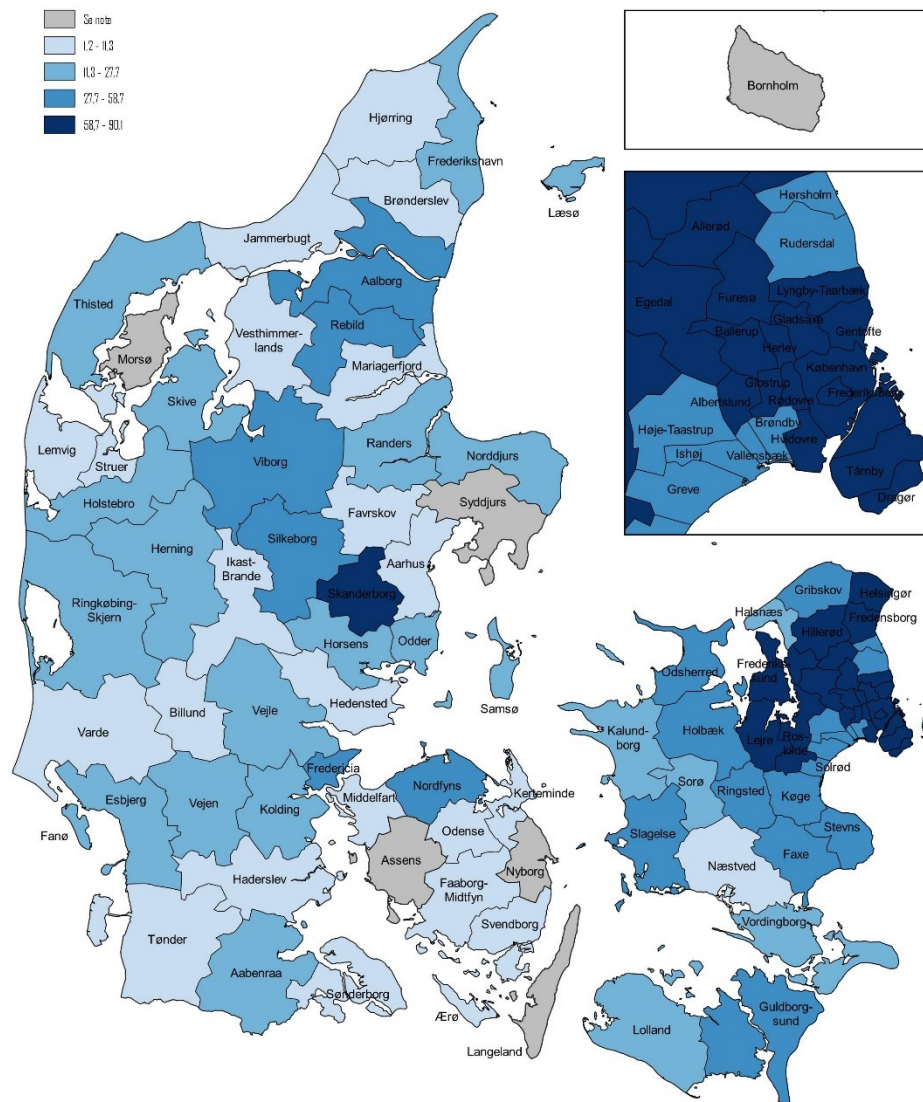 Se note
1,2 - 11,3
11,3 - 27,7
27,7 - 58,7
58,7 - 90,1
Bornholm
Hjørring
Frederikshavn
Læsø
Brønderslev
Jammerbugt
Aalborg
Thisted
Rebild
Vesthimmer-
lands
Morsø
Mariagerfjord
Skive
Lemvig
Struer
Randers
Norddjurs
Viborg
Syddjurs
Holstebro
Favrskov
Silkeborg
Herning
Ikast-
Brande
Aarhus
Skanderborg
Ringkøbing-
Skjern
Horsens
Odder
Samsø
Hedensted
Billund
Vejle
Varde
Fredericia
Nordfyns
Esbjerg
Vejen
Kolding
Middelfart
Kerteminde
Fanø
Odense
Assens
Nyborg
Haderslev
Faaborg-
Midtfyn
Svendborg
Tønder
Aabenraa
Sønderborg
Ærø
Langeland
Hørsholm
Allerød
Rudersdal
Egedal
Furesø
Lyngby-Taarbæk
Gladsaxe
Ballerup
Gentofte
Herlev
København
Glostrup
Albertslund
Rødovre
Frederiksberg
Høje-Taastrup
Brøndby
Hvidovre
Ishøj
Vallensbæk
Tårnby
Greve
Dragør
Gribskov
Helsingør
Halsnæs
Fredensborg
Hillerød
Odsherred
Frederiks-
sund
Kalund-
borg
Holbæk
Lejre
Ros-
kilde
Solrød
Sorø
Ringsted
Køge
Slagelse
Stevns
Faxe
Næstved
Vordingborg
Guldborg-
sund
Lolland